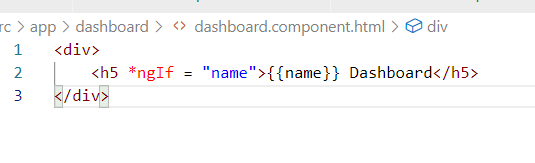 rc > app > dashboard > <> dashboard.component.html > div
1 <div>
2 <h5 *ngIf = "name">{{name}} Dashboard</h5>
3 </div>